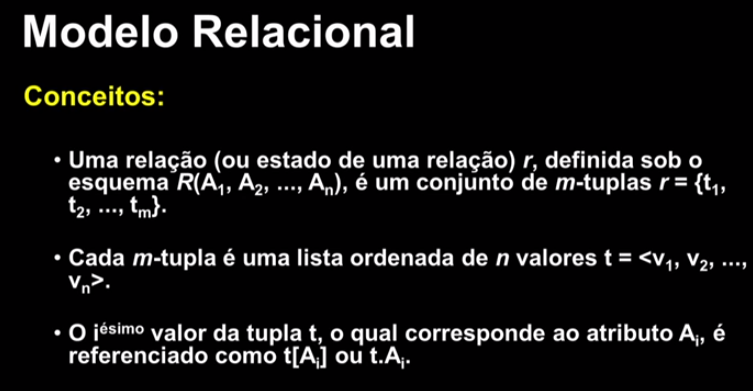 Modelo Relacional
Conceitos:
• Uma relação (ou estado de uma relação) r, definida sob o
esquema R(A₁, A₂, ..., Aₙ), é um conjunto de m-tuplas r = {t₁,
t₂, ..., tₘ}.
• Cada m-tupla é uma lista ordenada de n valores t = <v₁, v₂, ...,
vₙ>.
• O iᵉ́ˢⁱᵐᵒ valor da tupla t, o qual corresponde ao atributo Aᵢ, é
referenciado como t[Aᵢ] ou t.Aᵢ.